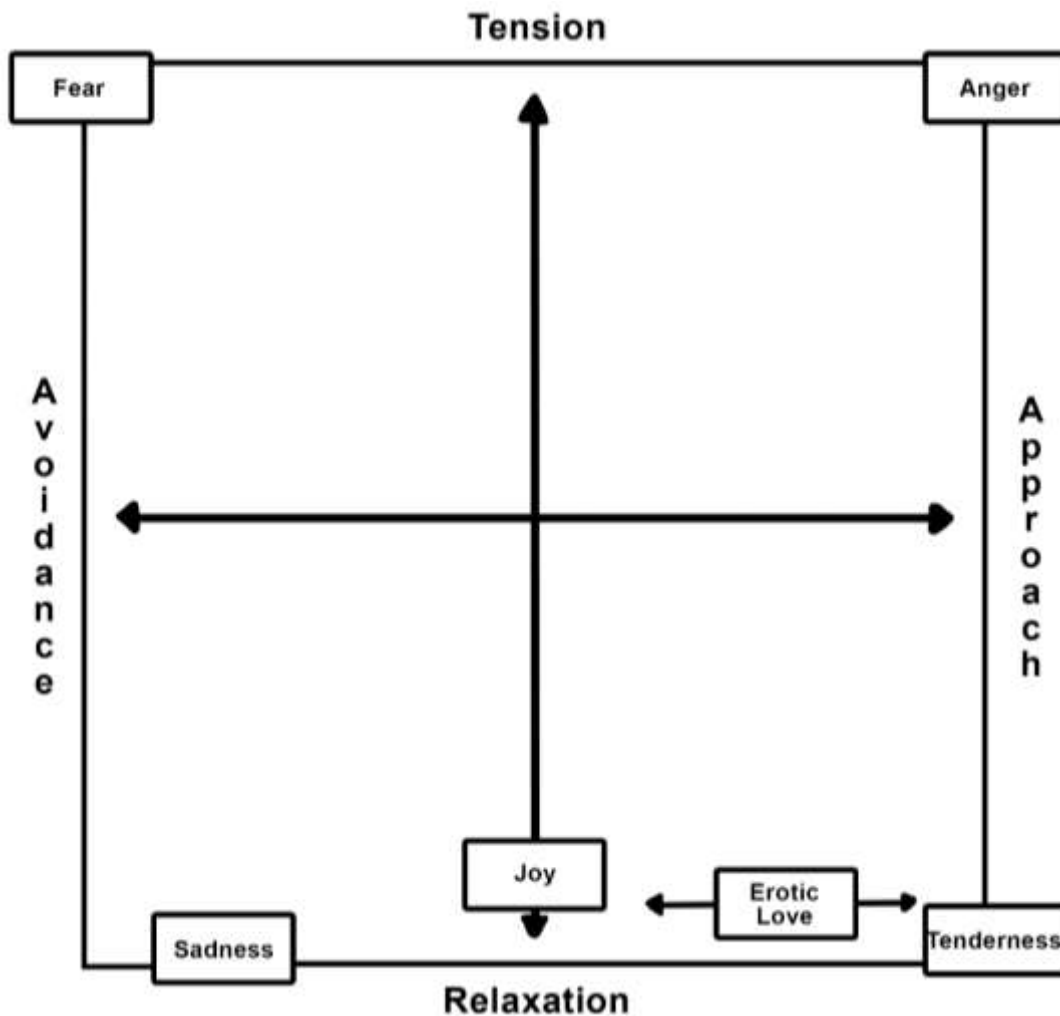 Tension
Fear
Anger
Avoidance
Approach
Joy
Erotic
Love
Sadness
Tenderness
Relaxation